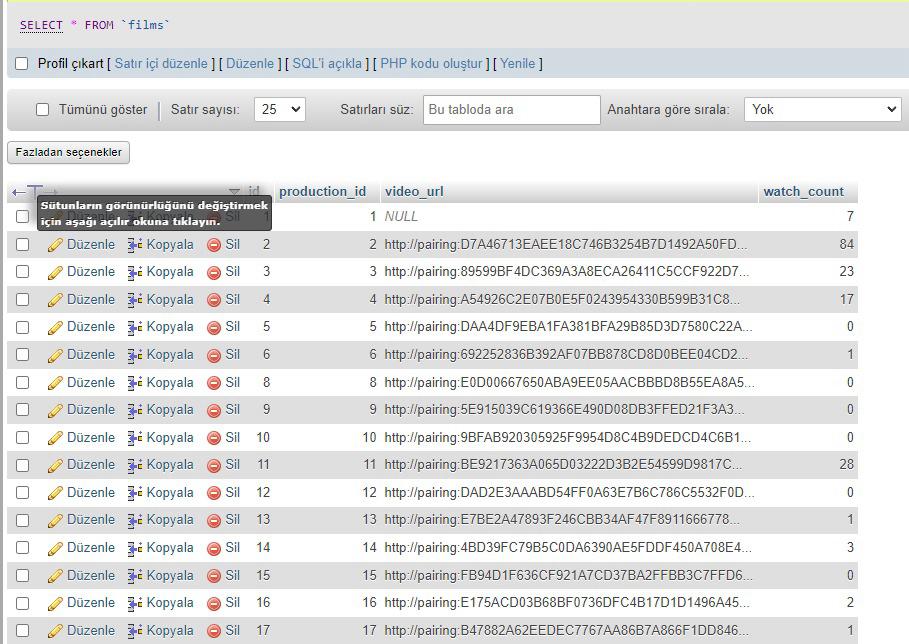 SELECT * FROM `films`
Profil çıkart [ Satır içi düzenle ] [ Düzenle ] [ SQL'i açıkla ] [ PHP kodu oluştur ] [ Yenile ]
Tümünü göster Satır sayısı: 25 Satırları süz: Bu tabloda ara Anahtara göre sırala: Yok
Fazladan seçenekler
←T→ id production_id video_url watch_count
Sütunların görünürlüğünü değiştirmek
için aşağı açılır okuna tıklayın.
1 1 NULL 7
Düzenle Kopyala Sil 2 2 http://pairing:D7A46713EAEE18C746B3254B7D1492A50FD... 84
Düzenle Kopyala Sil 3 3 http://pairing:89599BF4DC369A3A8ECA26411C5CCF922D7... 23
Düzenle Kopyala Sil 4 4 http://pairing:A54926C2E07B0E5F0243954330B599B31C8... 17
Düzenle Kopyala Sil 5 5 http://pairing:DAA4DF9EBA1FA381BFA29B85D3D7580C22A... 0
Düzenle Kopyala Sil 6 6 http://pairing:692252836B392AF07BB878CD8D0BEE04CD2... 1
Düzenle Kopyala Sil 8 8 http://pairing:E0D00667650ABA9EE05AACBBBD8B55EA8A5... 0
Düzenle Kopyala Sil 9 9 http://pairing:5E915039C619366E490D08DB3FFED21F3A3... 0
Düzenle Kopyala Sil 10 10 http://pairing:9BFAB920305925F9954D8C4B9DEDCD4C6B1... 0
Düzenle Kopyala Sil 11 11 http://pairing:BE9217363A065D03222D3B2E54599D9817C... 28
Düzenle Kopyala Sil 12 12 http://pairing:DAD2E3AAABD54FF0A63E7B6C786C5532F0D... 0
Düzenle Kopyala Sil 13 13 http://pairing:E7BE2A47893F246CBB34AF47F8911666778... 1
Düzenle Kopyala Sil 14 14 http://pairing:4BD39FC79B5C0DA6390AE5FDDF450A708E4... 3
Düzenle Kopyala Sil 15 15 http://pairing:FB94D1F636CF921A7CD37BA2FFBB3C7FFD6... 0
Düzenle Kopyala Sil 16 16 http://pairing:E175ACD03B68BF0736DFC4B17D1D1496A45... 2
Düzenle Kopyala Sil 17 17 http://pairing:B47882A62EEDEC7767AA86B7A866F1DD846... 1